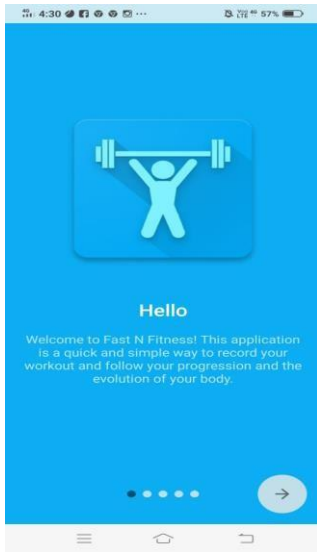 4:30
57%
Hello
Welcome to Fast N Fitness! This application
is a quick and simple way to record your
workout and follow your progression and the
evolution of your body.